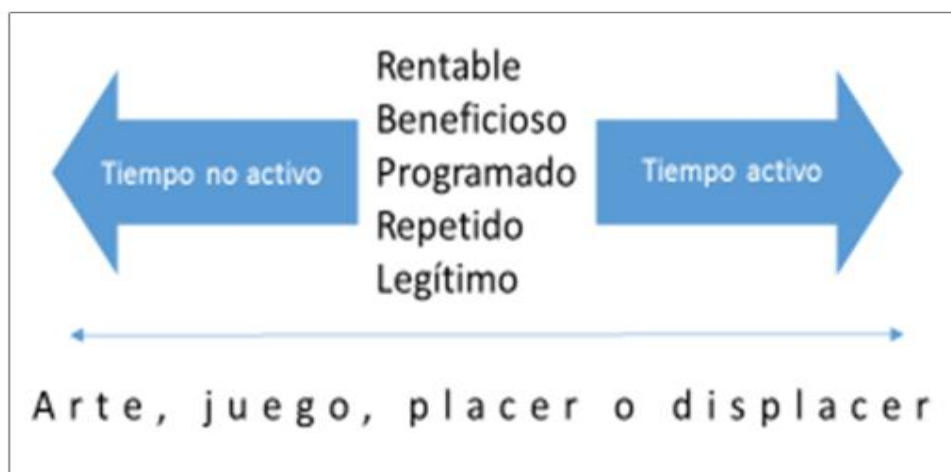 Rentable
Beneficioso
Tiempo no activo
Programado
Tiempo activo
Repetido
Legítimo
Arte, juego, placer o displacer